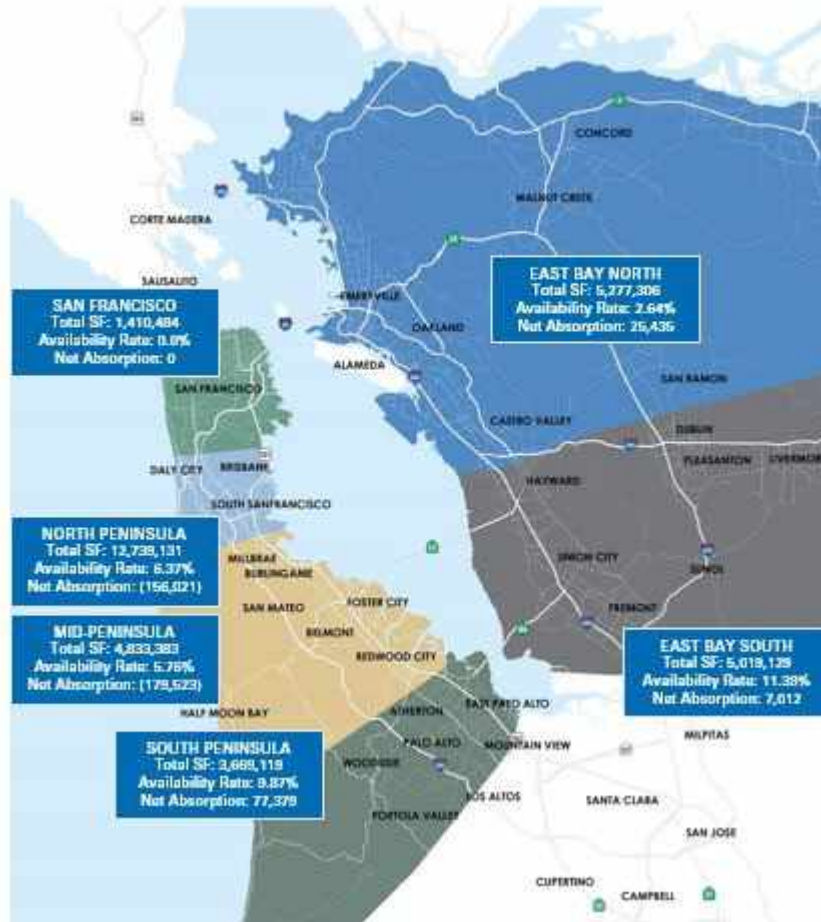 CONCORD
WALNUT CREEK
CORTE MADERA
SAUSALITO
EAST BAY NORTH
Total SF: 5,277,306
Availability Rate: 2.64%
Net Absorption: 25,435
EMERYVILLE
OAKLAND
SAN FRANCISCO
Total SF: 1,410,484
Availability Rate: 0.0%
Net Absorption: 0
ALAMEDA
SAN RAMON
SAN FRANCISCO
CASTRO VALLEY
DUBLIN
DALY CITY
BRISBANE
PLEASANTON
LIVERMO
HAYWARD
SOUTH SANFRANCISCO
NORTH PENINSULA
Total SF: 12,739,131
Availability Rate: 6.37%
Net Absorption: (156,021)
MILLBRAE
BURLINGAME
UNION CITY
SUNOL
SAN MATEO
FOSTER CITY
FREMONT
MID-PENINSULA
Total SF: 4,833,383
Availability Rate: 5.76%
Net Absorption: (179,523)
BELMONT
REDWOOD CITY
EAST BAY SOUTH
Total SF: 5,019,129
Availability Rate: 11.39%
Net Absorption: 7,012
HALF MOON BAY
ATHERTON
EAST PALO ALTO
SOUTH PENINSULA
Total SF: 3,669,119
Availability Rate: 9.87%
Net Absorption: 77,379
PALO ALTO
MOUNTAIN VIEW
MILPITAS
WOODSIDE
LOS ALTOS
PORTOLA VALLEY
SANTA CLARA
SAN JOSE
CUPERTINO
CAMPBELL